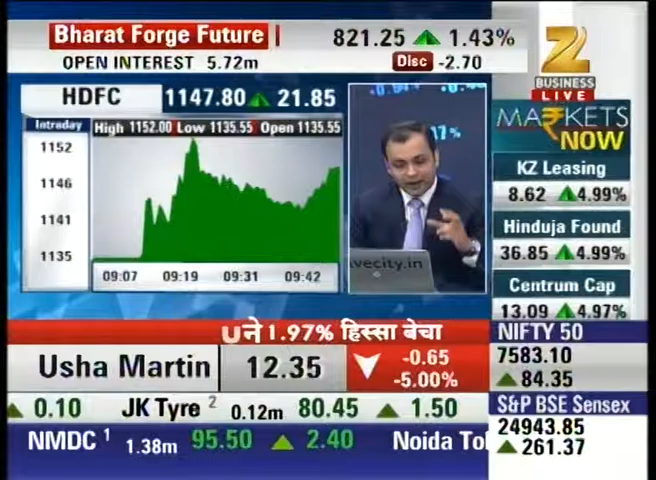 Bharat Forge Future
821.25 1.43%
OPEN INTEREST 5.72m
Disc -2.70
Z
BUSINESS
LIVE
MARKETS
NOW
HDFC 1147.80 21.85
Intraday High 1152.00 Low 1135.55 Open 1135.55
1152
1146
1141
1135
09:07 09:19 09:31 09:42
17%
vecity.in
KZ Leasing
8.62 4.99%
Hinduja Found
36.85 4.99%
Centrum Cap
13.09 4.97%
ने 1.97% हिस्सा बेचा
Usha Martin 12.35 -0.65
-5.00%
0.10 JK Tyre 2 0.12m 80.45 1.50
NMDC 1 1.38m 95.50 2.40 Noida Tol
NIFTY 50
7583.10
84.35
S&P BSE Sensex
24943.85
261.37